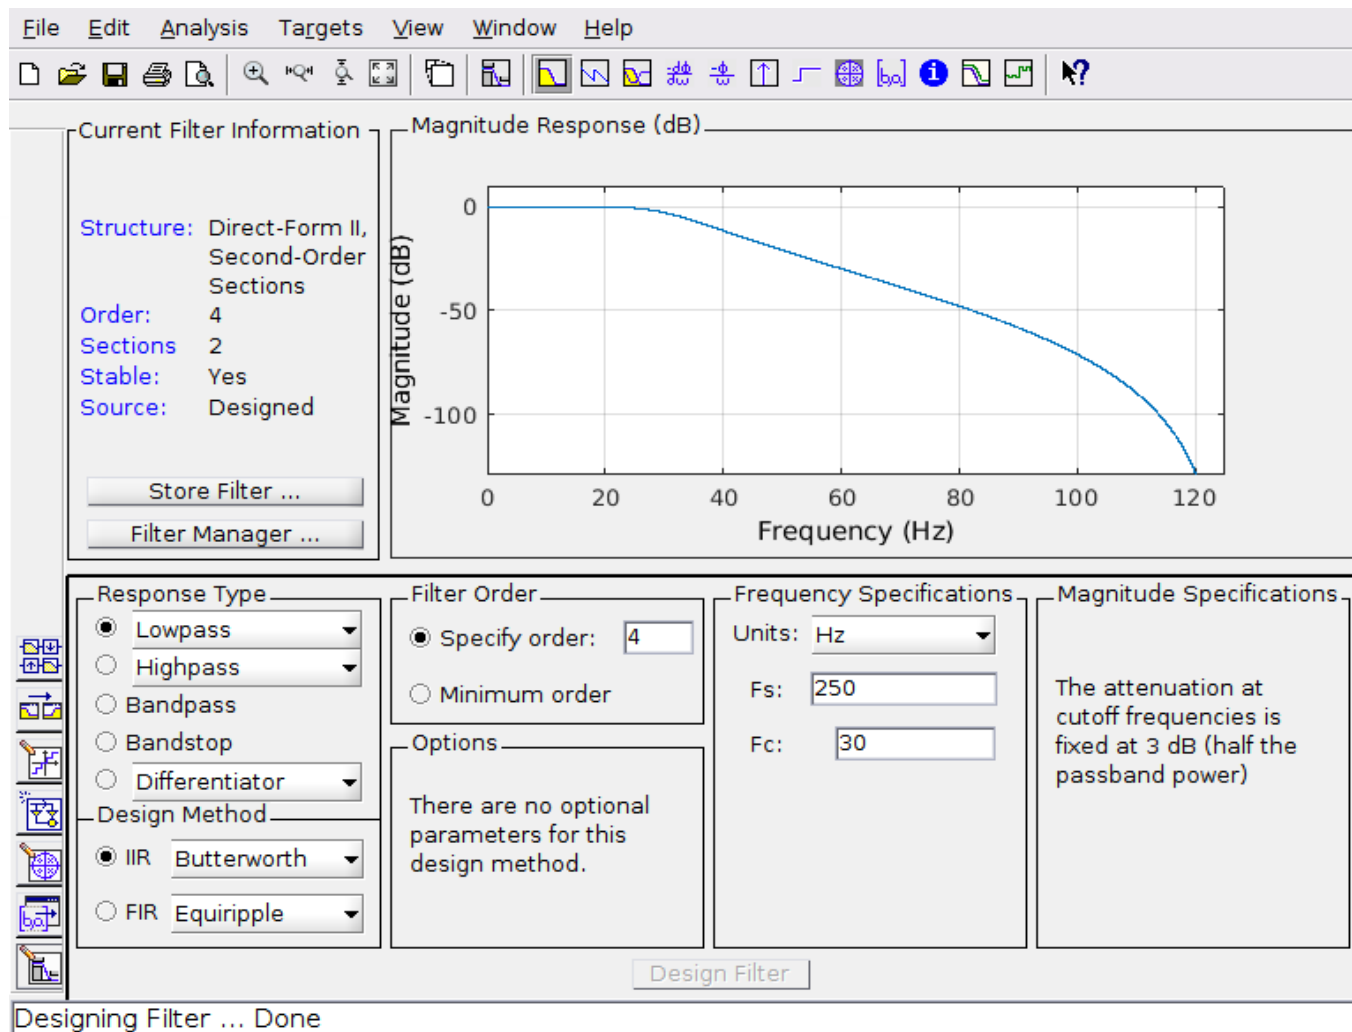 File Edit Analysis Targets View Window Help
Current Filter Information
Structure: Direct-Form II,
Second-Order
Sections
Order: 4
Sections 2
Stable: Yes
Source: Designed
Store Filter ...
Filter Manager ...
Magnitude Response (dB)
Magnitude (dB)
0
-50
-100
0 20 40 60 80 100 120
Frequency (Hz)
Response Type
Lowpass
Highpass
Bandpass
Bandstop
Differentiator
Design Method
IIR Butterworth
FIR Equiripple
Filter Order
Specify order: 4
Minimum order
Options
There are no optional
parameters for this
design method.
Frequency Specifications
Units: Hz
Fs: 250
Fc: 30
Magnitude Specifications
The attenuation at
cutoff frequencies is
fixed at 3 dB (half the
passband power)
Design Filter
Designing Filter ... Done